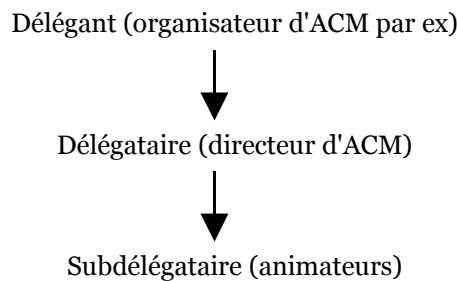 Délégant (organisateur d'ACM par ex)
Délégataire (directeur d'ACM)
Subdélégataire (animateurs)